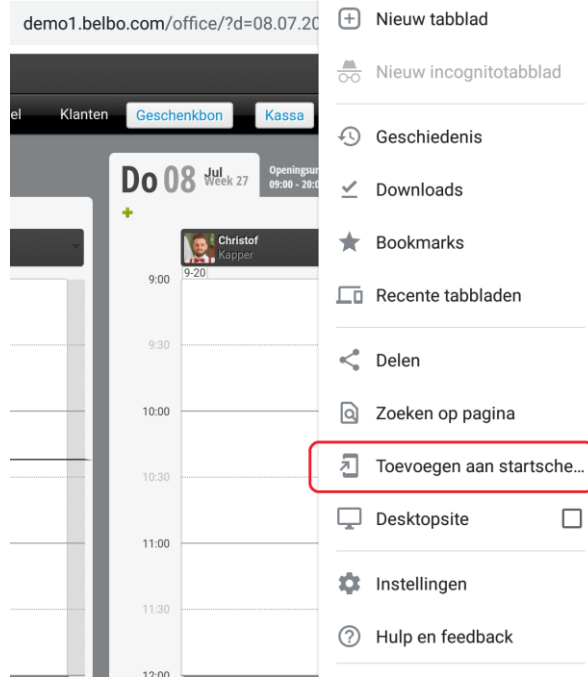 demo1.belbo.com/office/?d=08.07.20
el Klanten Geschenkbon Kassa
Do 08 Jul Week 27
Openingsur
09:00 - 20:0
Christof
Kapper
9-20
9:00
9:30
10:00
10:30
11:00
11:30
12:00
Nieuw tabblad
Nieuw incognitotabblad
Geschiedenis
Downloads
Bookmarks
Recente tabbladen
Delen
Zoeken op pagina
Toevoegen aan startsche...
Desktopsite
Instellingen
Hulp en feedback